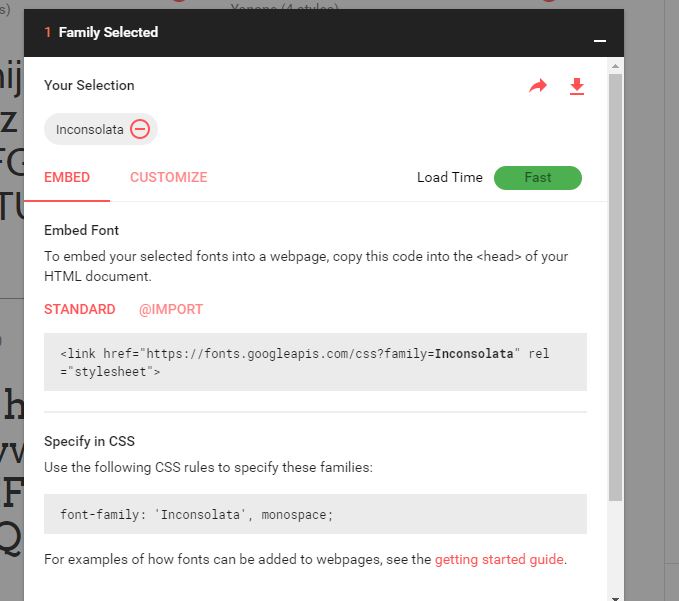 s)
1 Family Selected
Your Selection
Inconsolata
EMBED CUSTOMIZE Load Time Fast
Embed Font
To embed your selected fonts into a webpage, copy this code into the <head> of your
HTML document.
STANDARD @IMPORT
<link href="https://fonts.googleapis.com/css?family=Inconsolata" rel
="stylesheet">
Specify in CSS
Use the following CSS rules to specify these families:
font-family: 'Inconsolata', monospace;
For examples of how fonts can be added to webpages, see the getting started guide.